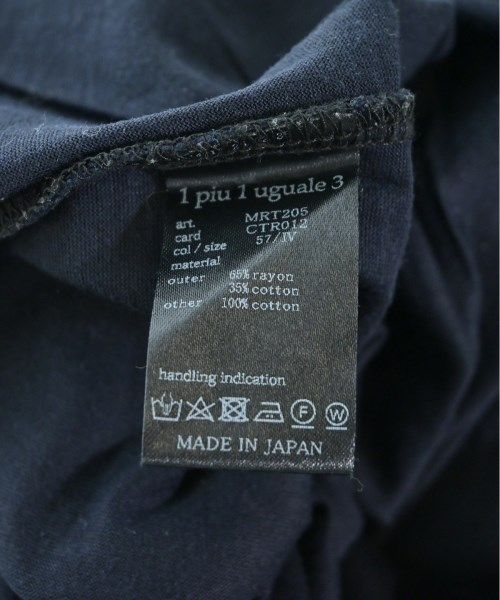 1 piu 1 uguale 3
art. MRT205
card CTR012
col / size 57/IV
material
outer 65% rayon
35% cotton
other 100% cotton
handling indication
F W
MADE IN JAPAN